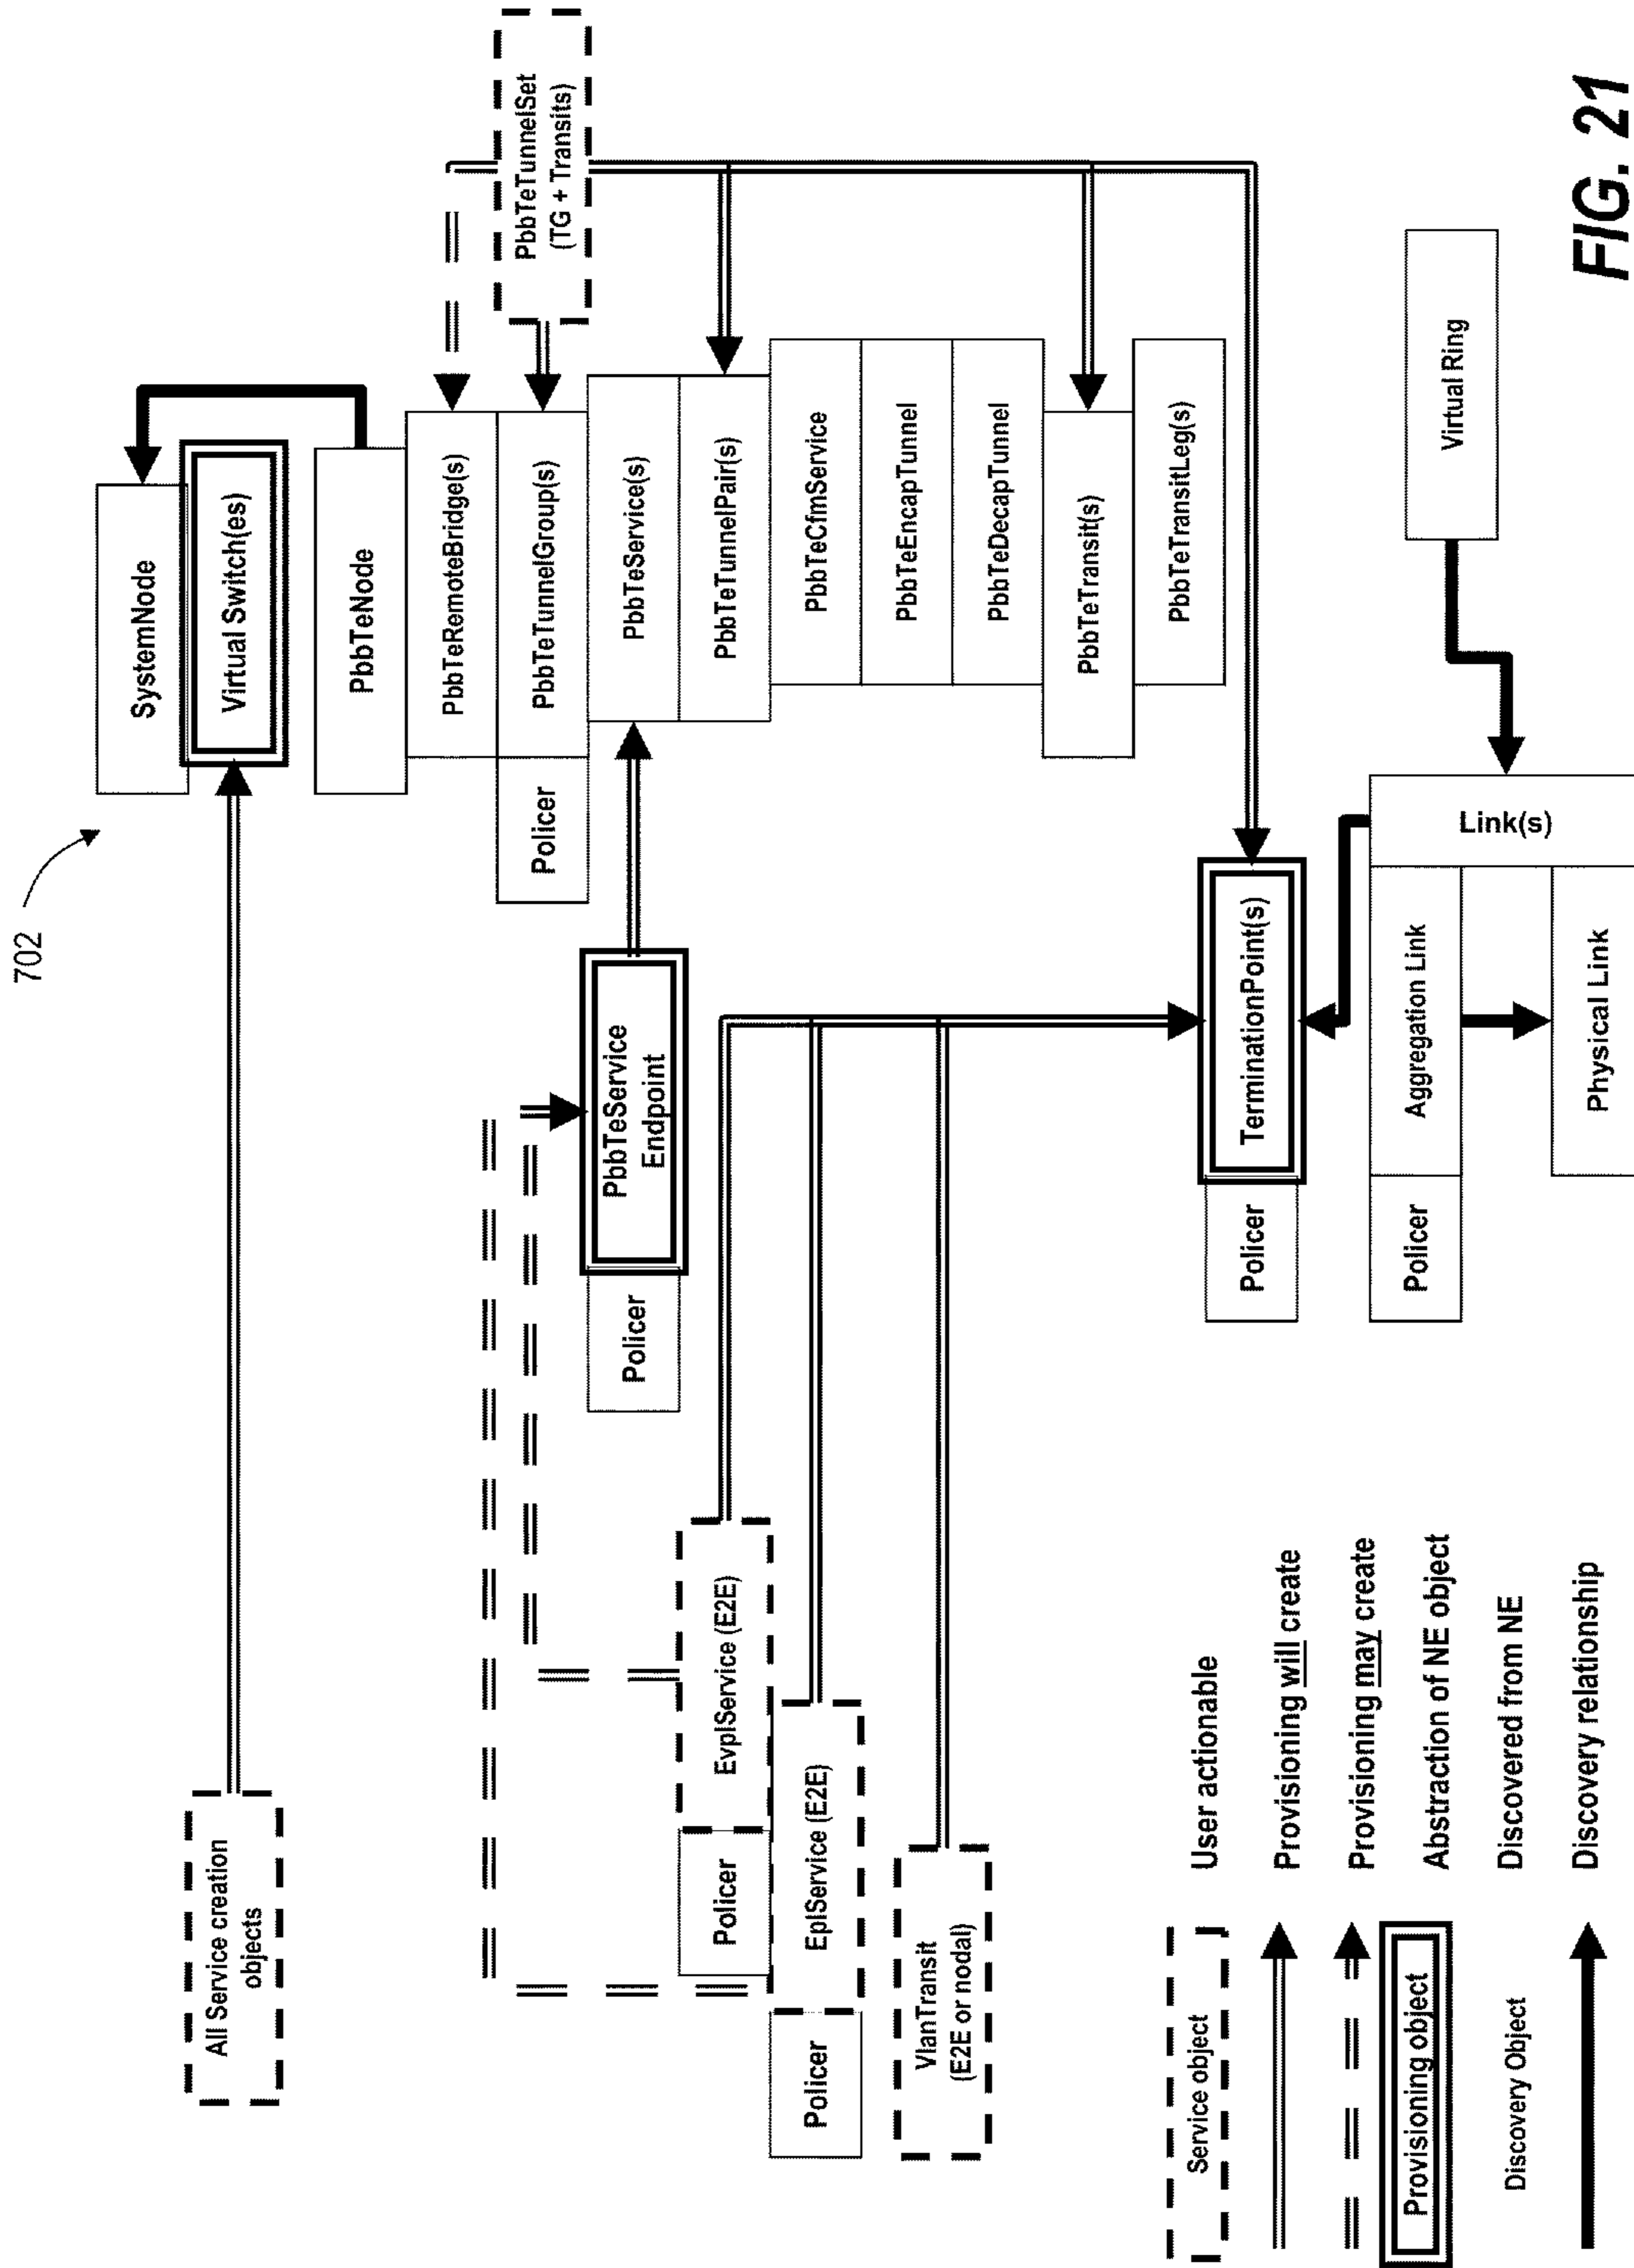 702
SystemNode
Virtual Switch(es)
All Service creation
objects
PbbTeNode
PbbTeRemoteBridge(s)
PbbTeTunnelSet
(TG + Transits)
Policer
PbbTeTunnelGroup(s)
Policer
PbbTeService
Endpoint
PbbTeService(s)
Policer
EvplService (E2E)
PbbTeTunnelPair(s)
Policer
EplService (E2E)
PbbTeCfmService
PbbTeEncapTunnel
VlanTransit
(E2E or nodal)
PbbTeDecapTunnel
PbbTeTransit(s)
PbbTeTransitLeg(s)
Policer
TerminationPoint(s)
Policer
Aggregation Link
Link(s)
Virtual Ring
Physical Link
Service object
User actionable
Provisioning will create
Provisioning may create
Provisioning object
Abstraction of NE object
Discovery Object
Discovered from NE
Discovery relationship
FIG. 21